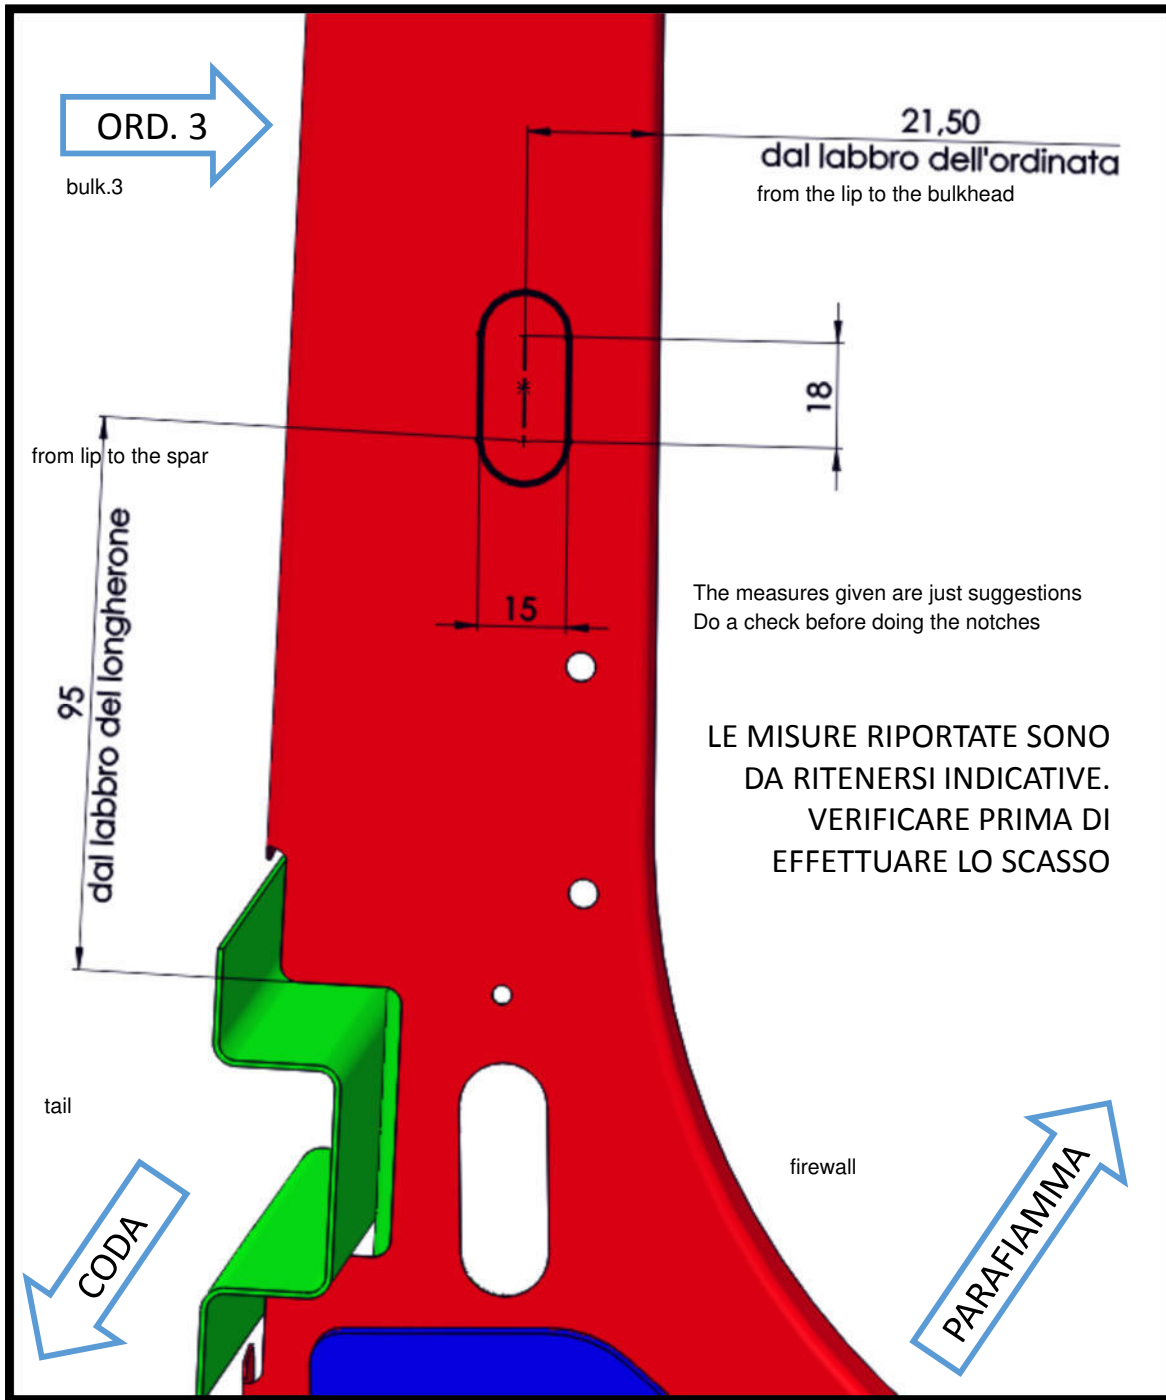 ORD. 3
bulk.3
21,50
dal labbro dell'ordinata
from the lip to the bulkhead
18
from lip to the spar
95
dal labbro del longherone
15
The measures given are just suggestions
Do a check before doing the notches
LE MISURE RIPORTATE SONO
DA RITENERSI INDICATIVE.
VERIFICARE PRIMA DI
EFFETTUARE LO SCASSO
tail
CODA
firewall
PARAFIAMMA